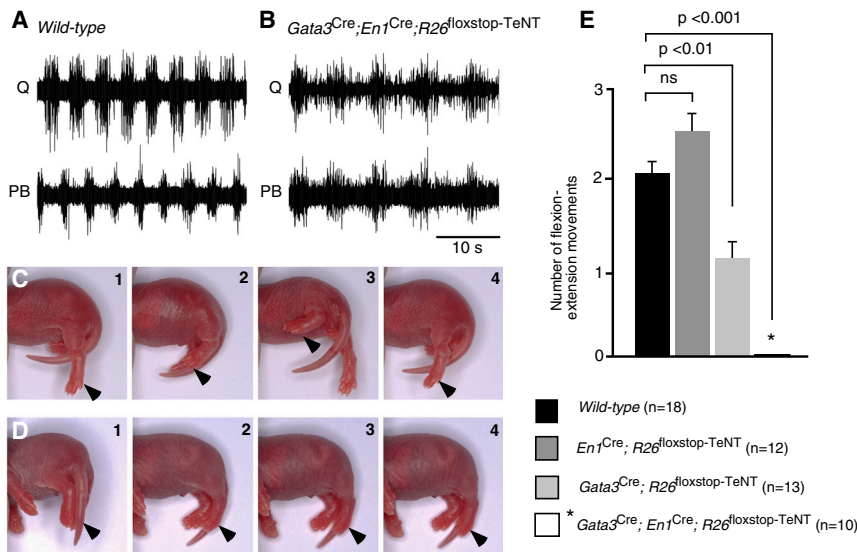 A Wild-type
B Gata3Cre;En1Cre;R26floxstop-TeNT
Q
PB
Q
PB
10 s
C
1
2
3
4
D
1
2
3
4
E
p <0.001
p <0.01
ns
3
2
1
0
Number of flexion-
extension movements
*
Wild-type (n=18)
En1Cre; R26floxstop-TeNT (n=12)
Gata3Cre; R26floxstop-TeNT (n=13)
* Gata3Cre; En1Cre; R26floxstop-TeNT (n=10)